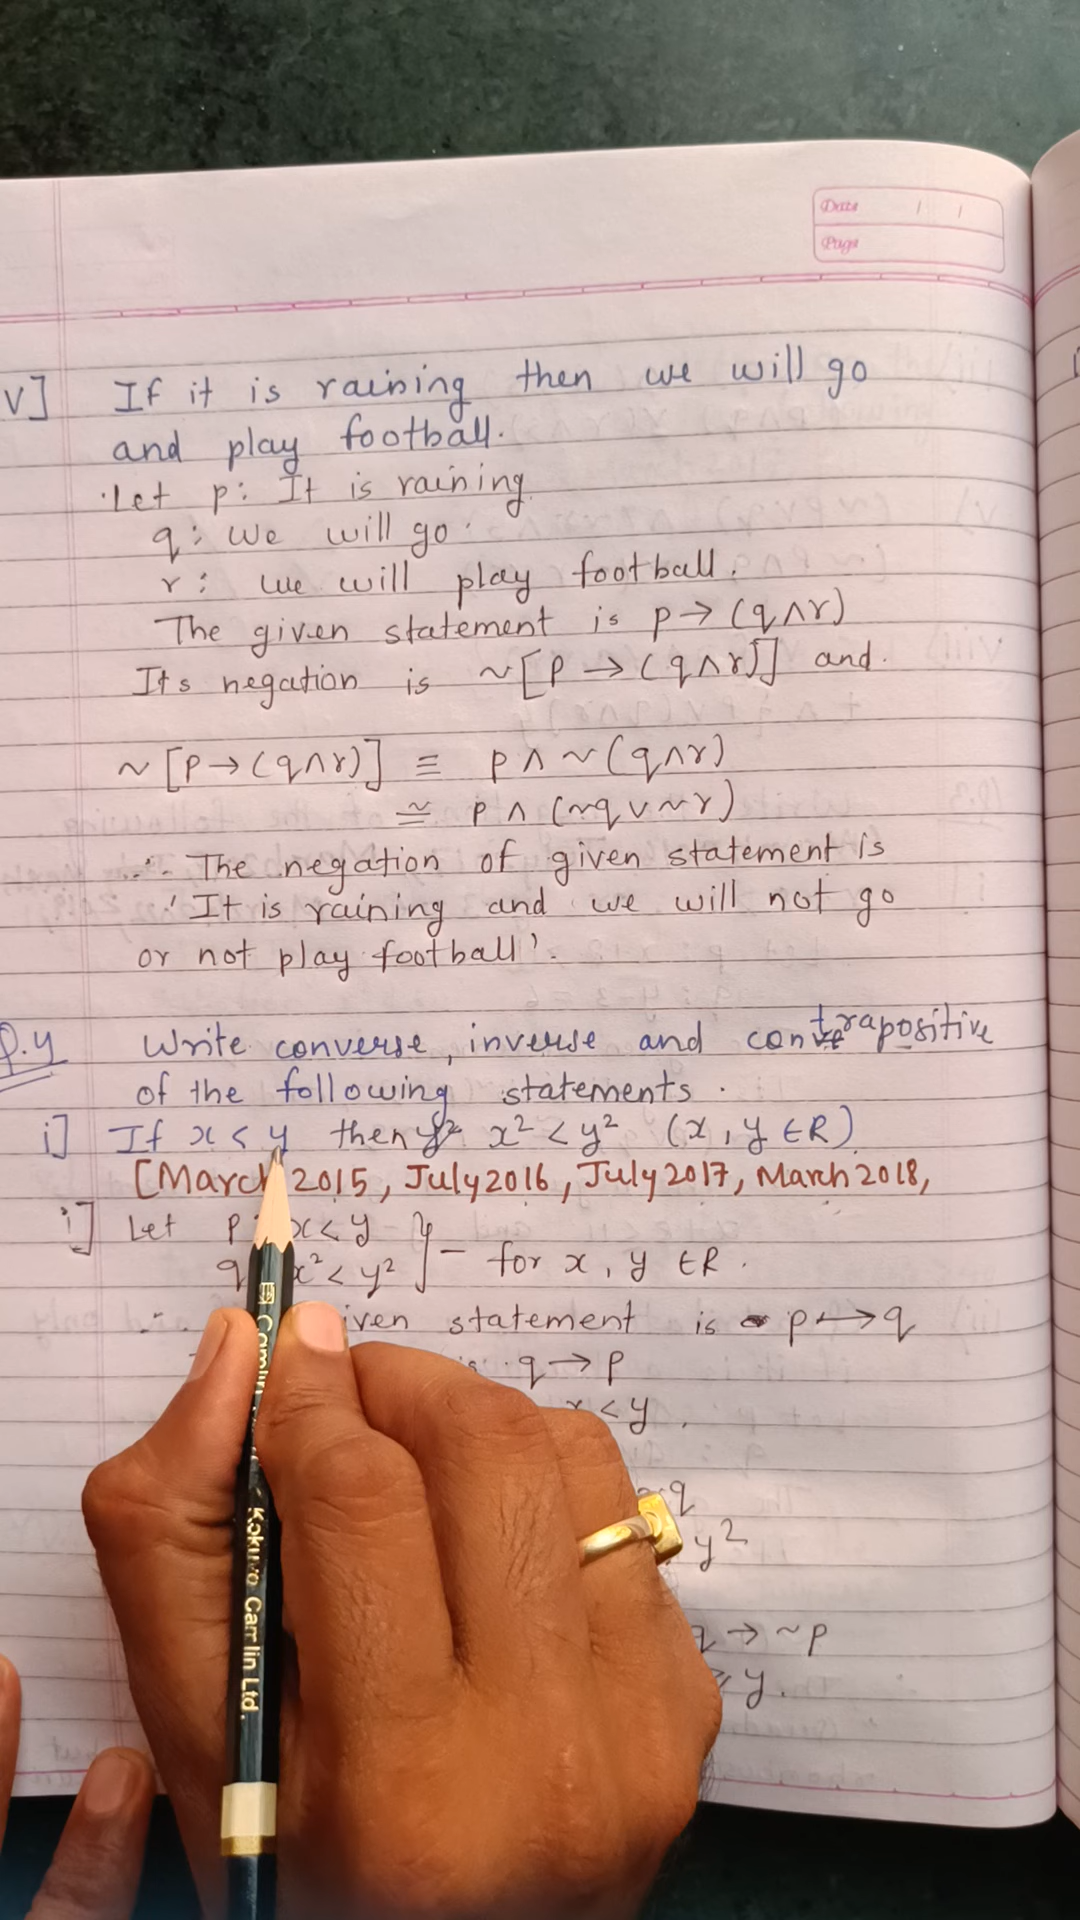 Date
Page
v] If it is raining then we will go
and play football.
Let p: It is raining
q: We will go.
r: we will play football.
The given statement is p→(q∧r)
Its negation is ~[p→(q∧r)] and.
~[p→(q∧r)] ≡ p∧~(q∧r)
≅ p∧(~q∨~r)
∴ The negation of given statement is
'It is raining and we will not go
or not play football'.
Q.4 Write converse, inverse and contrapositive
of the following statements.
i] If x<y then x²<y² (x,y∈R)
[March 2015, July 2016, July 2017, March 2018,
i] Let p: x<y
q x²<y² } – for x, y ∈R.
∴ statement is p→q
q→p
x<y.
q
y²
q→~p
y.
Kokuyo Camlin Ltd.